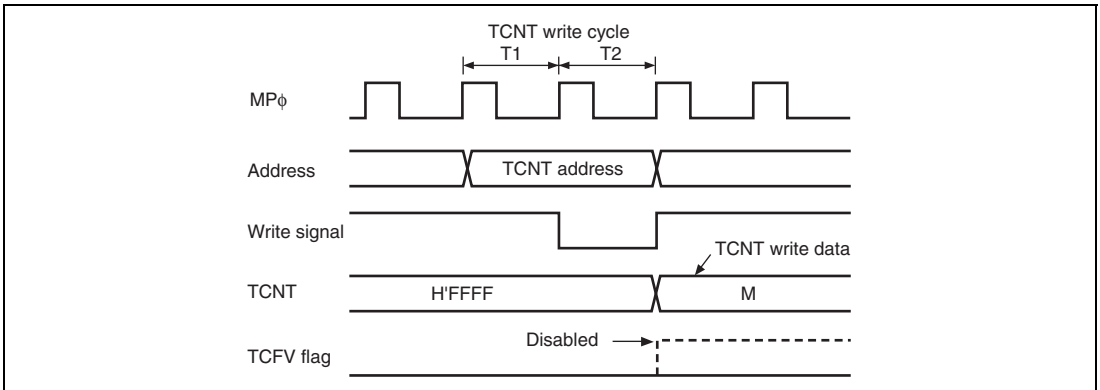 TCNT write cycle
T1 T2
MPϕ
Address TCNT address
Write signal
TCNT write data
TCNT H'FFFF M
Disabled
TCFV flag